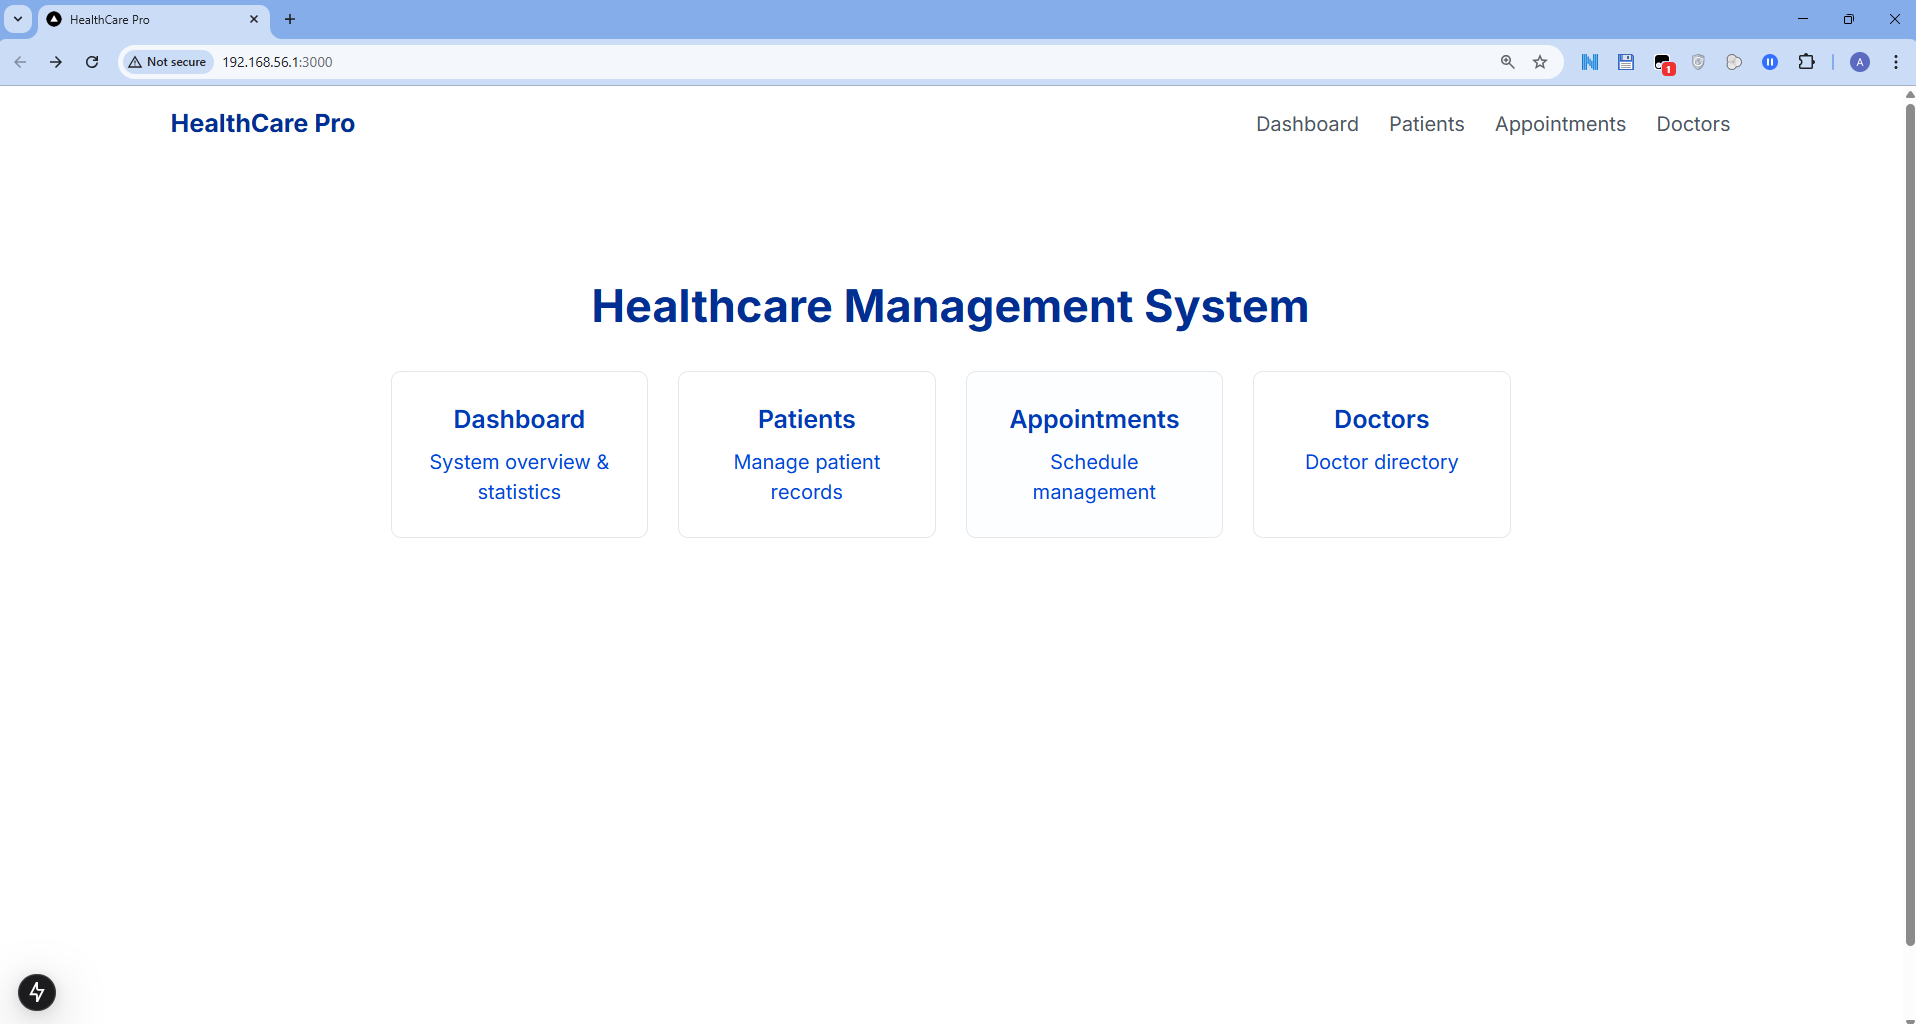 HealthCare Pro
Not secure
192.168.56.1:3000
1
A
HealthCare Pro
Dashboard
Patients
Appointments
Doctors
Healthcare Management System
Dashboard
System overview &
statistics
Patients
Manage patient
records
Appointments
Schedule
management
Doctors
Doctor directory